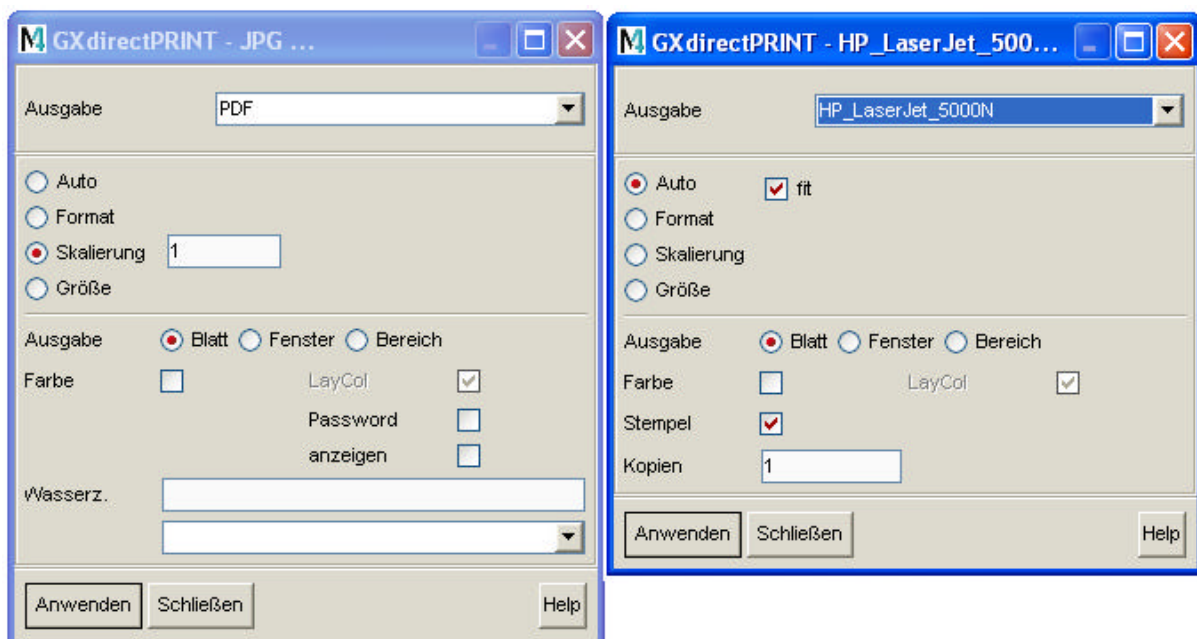 GXdirectPRINT - JPG ...
Ausgabe PDF
Auto
Format
Skalierung 1
Größe
Ausgabe Blatt Fenster Bereich
Farbe LayCol
Password
anzeigen
Wasserz.
Anwenden Schließen Help
GXdirectPRINT - HP_LaserJet_500...
Ausgabe HP_LaserJet_5000N
Auto fit
Format
Skalierung
Größe
Ausgabe Blatt Fenster Bereich
Farbe LayCol
Stempel
Kopien 1
Anwenden Schließen Help